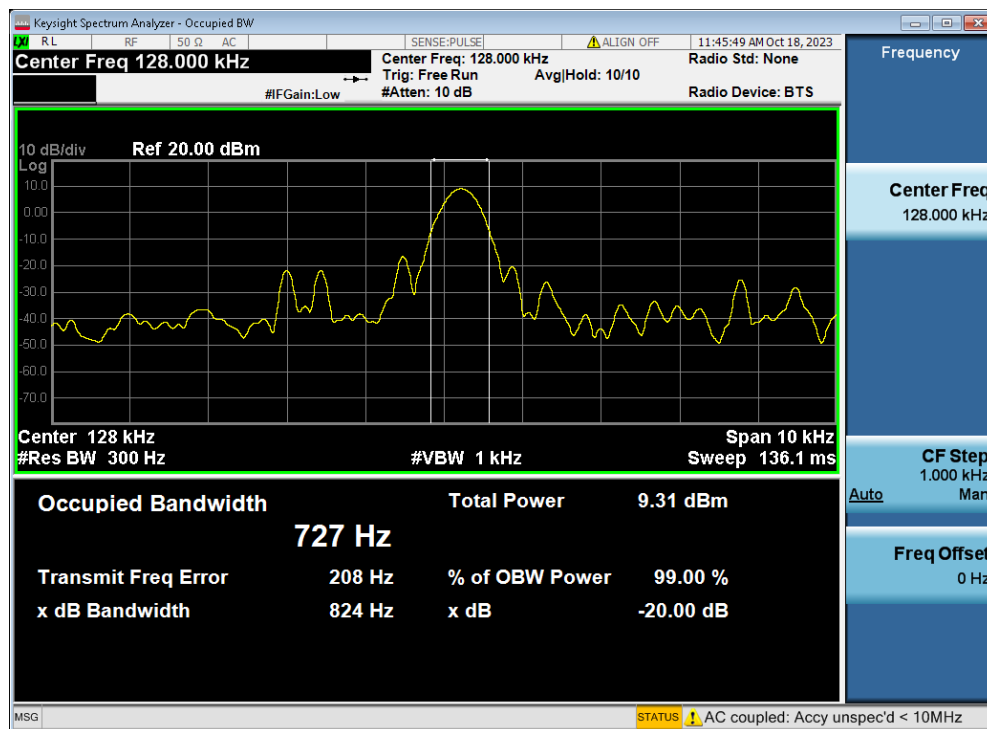 Keysight Spectrum Analyzer - Occupied BW
LXI RL RF 50 Ω AC SENSE:PULSE ALIGN OFF 11:45:49 AM Oct 18, 2023
Center Freq 128.000 kHz
Center Freq: 128.000 kHz Radio Std: None
Trig: Free Run Avg|Hold: 10/10
#IFGain:Low #Atten: 10 dB Radio Device: BTS
10 dB/div Ref 20.00 dBm
Log
10.0
0.00
-10.0
-20.0
-30.0
-40.0
-50.0
-60.0
-70.0
Center 128 kHz Span 10 kHz
#Res BW 300 Hz #VBW 1 kHz Sweep 136.1 ms
Occupied Bandwidth Total Power 9.31 dBm
727 Hz
Transmit Freq Error 208 Hz % of OBW Power 99.00 %
x dB Bandwidth 824 Hz x dB -20.00 dB
Frequency
Center Freq
128.000 kHz
CF Step
1.000 kHz
Auto Man
Freq Offset
0 Hz
MSG STATUS AC coupled: Accy unspec'd < 10MHz